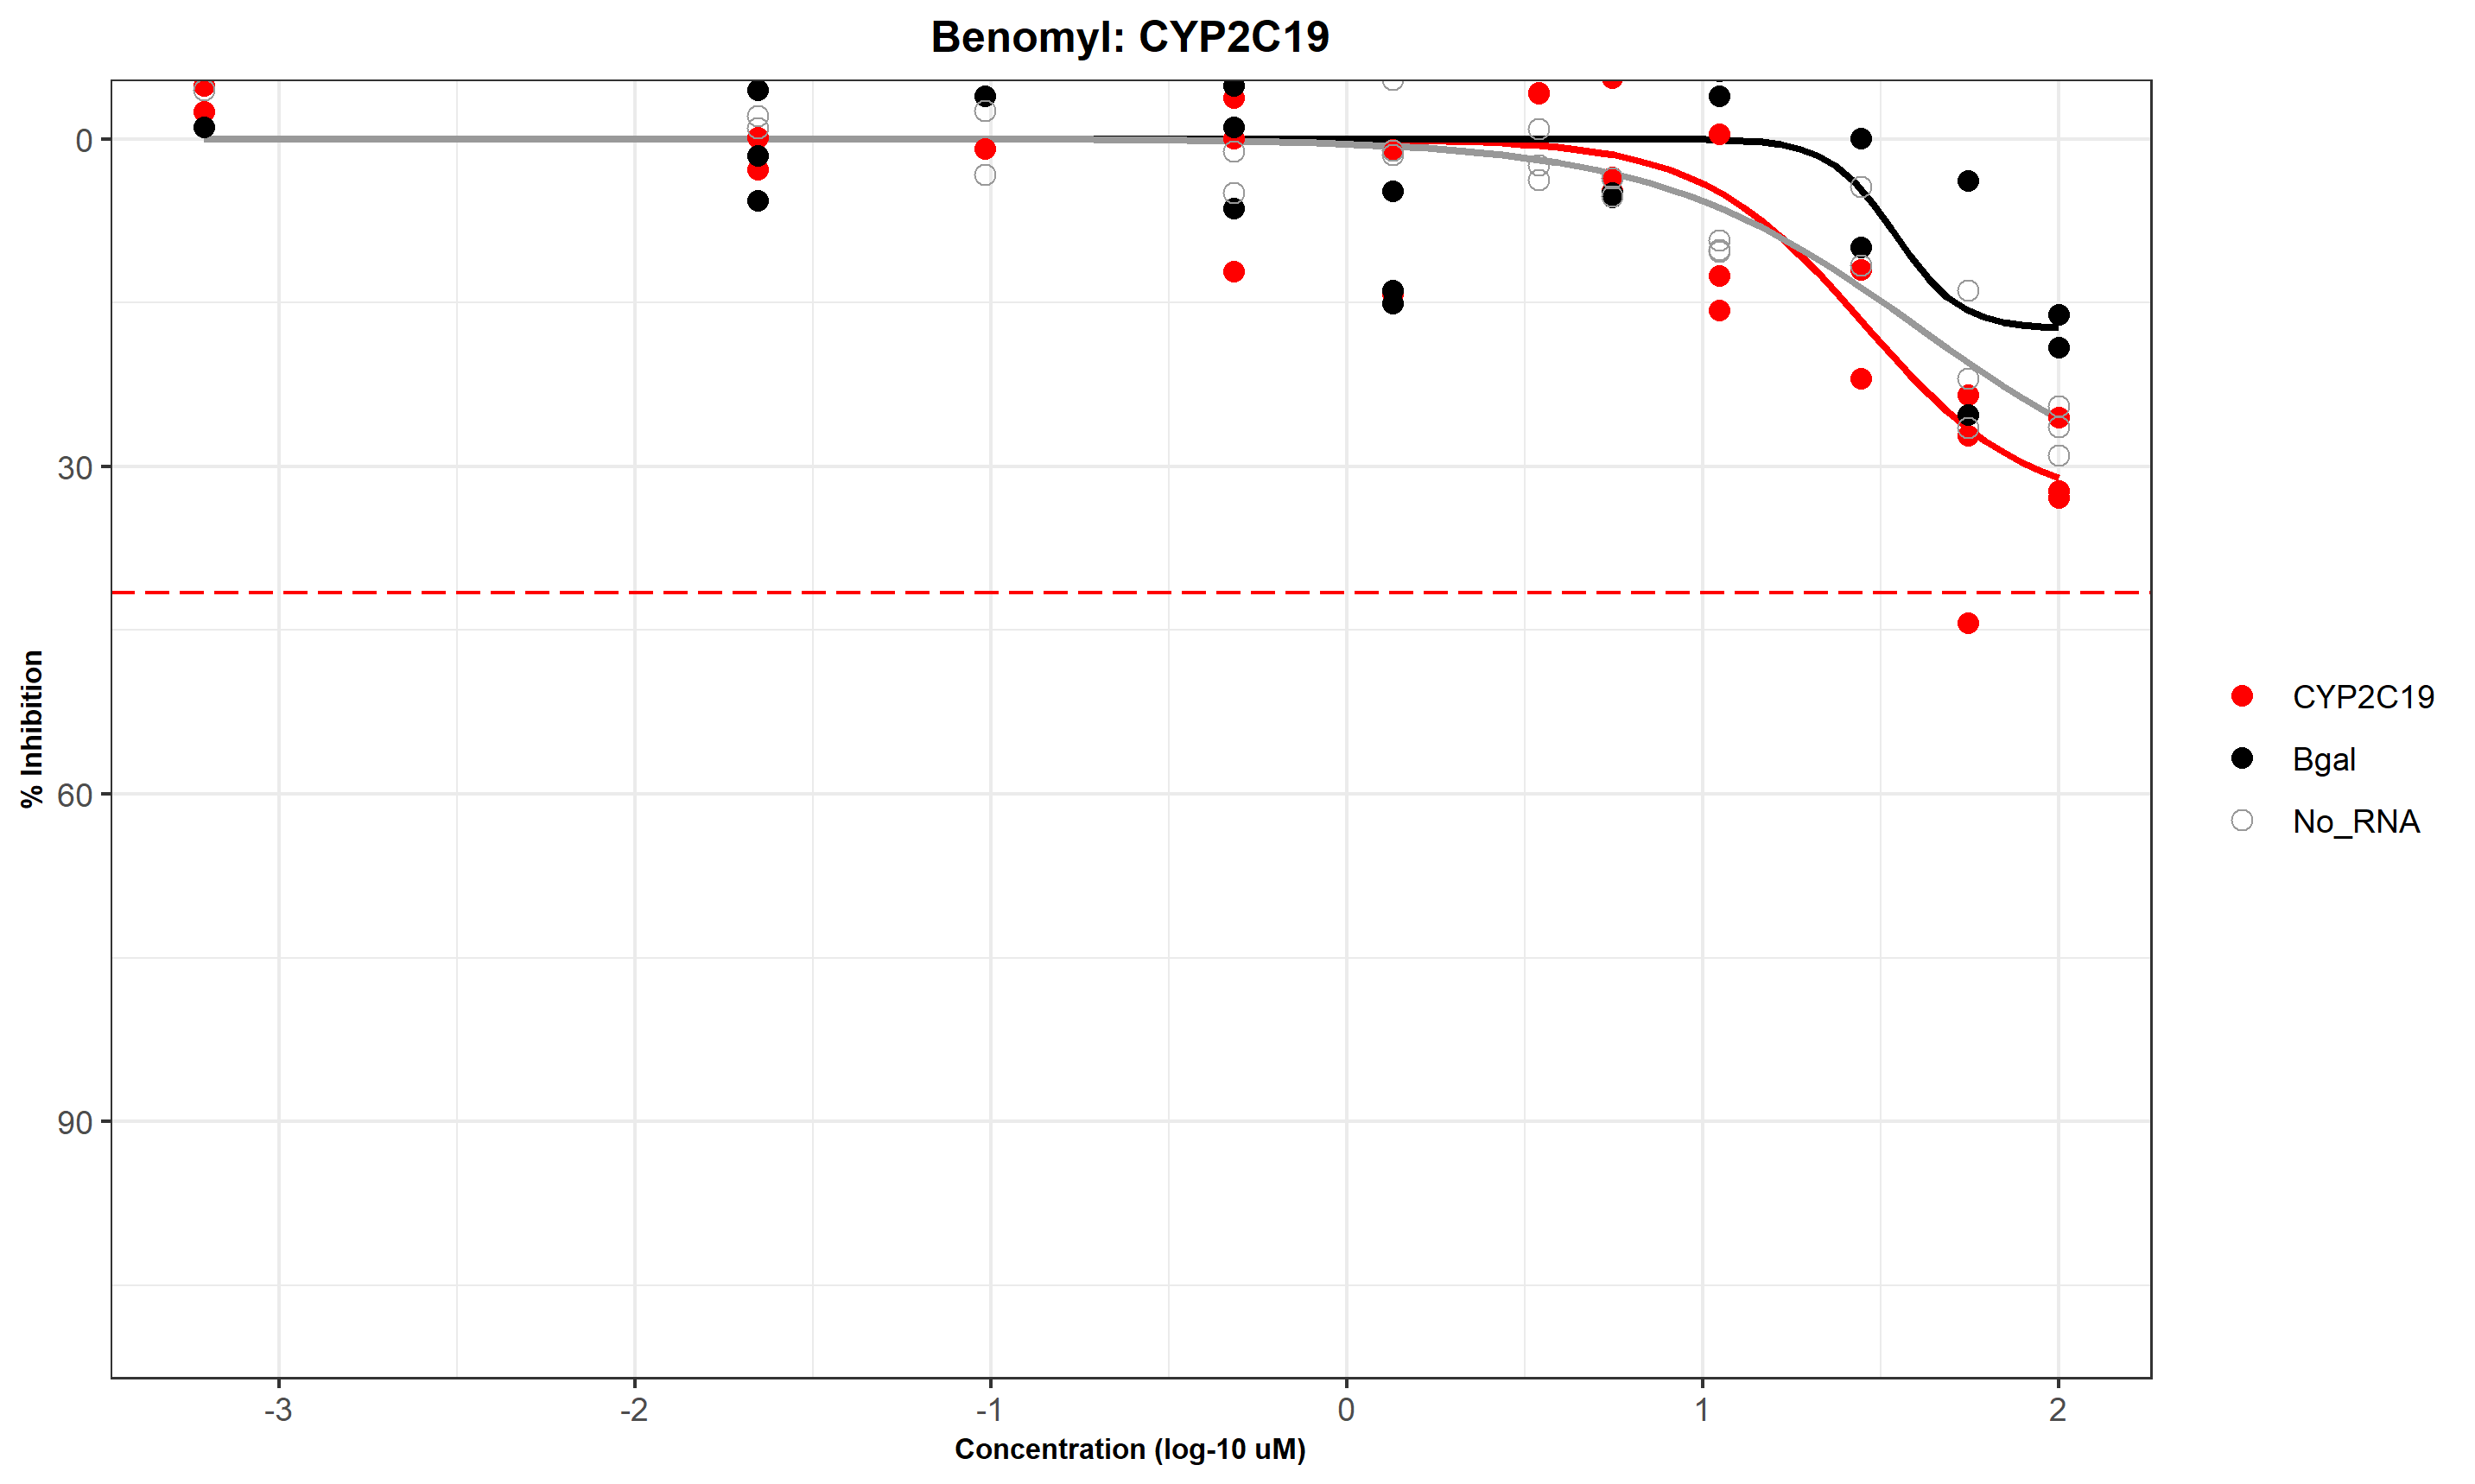 Benomyl: CYP2C19
0
30
60
90
% Inhibition
-3 -2 -1 0 1 2
Concentration (log-10 uM)
CYP2C19
Bgal
No_RNA